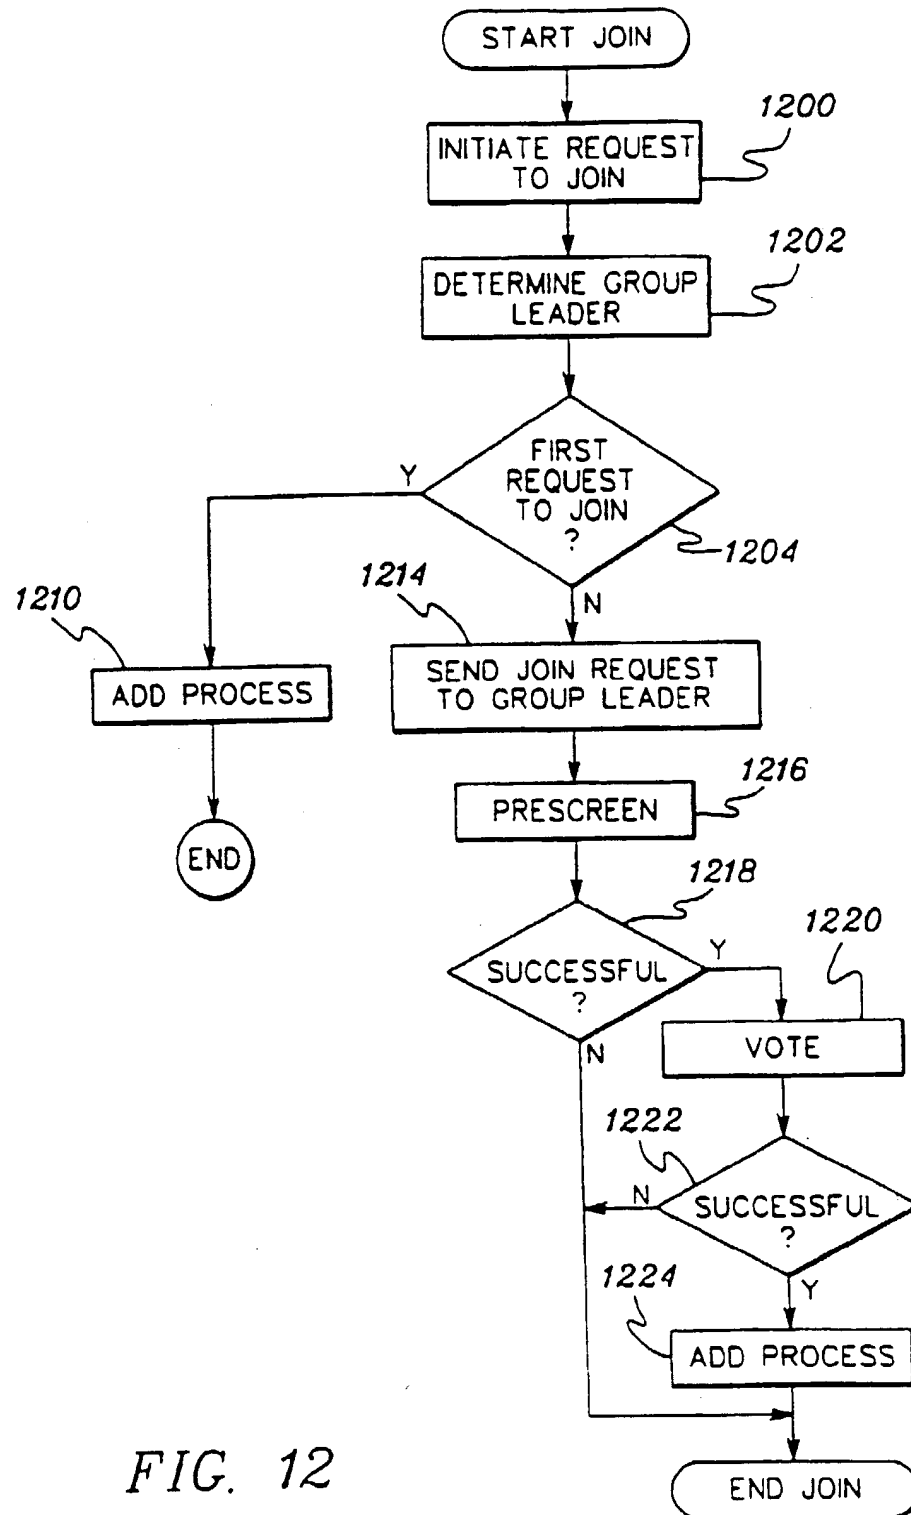 START JOIN
1200
INITIATE REQUEST
TO JOIN
1202
DETERMINE GROUP
LEADER
FIRST
REQUEST
TO JOIN
?
Y
1204
N
1210
ADD PROCESS
END
1214
SEND JOIN REQUEST
TO GROUP LEADER
1216
PRESCREEN
1218
SUCCESSFUL
?
Y
N
1220
VOTE
1222
N
SUCCESSFUL
?
Y
1224
ADD PROCESS
END JOIN
FIG. 12